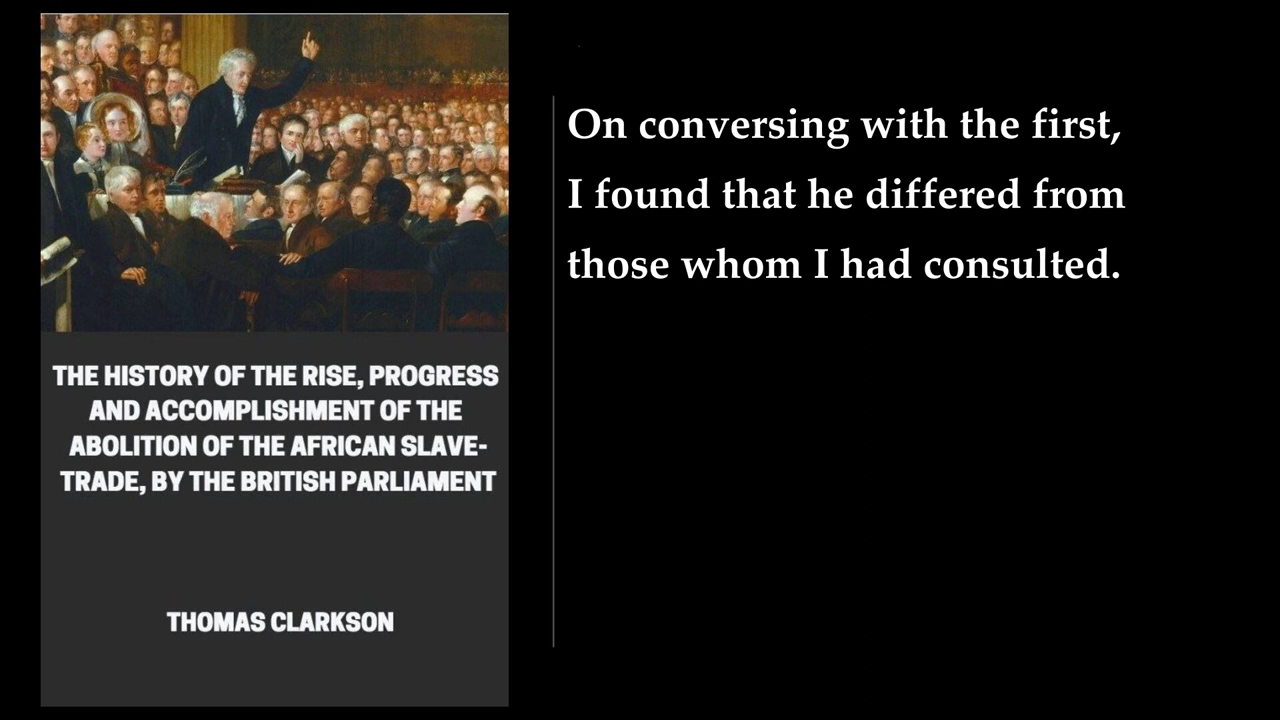 THE HISTORY OF THE RISE, PROGRESS
AND ACCOMPLISHMENT OF THE
ABOLITION OF THE AFRICAN SLAVE-
TRADE, BY THE BRITISH PARLIAMENT
THOMAS CLARKSON
On conversing with the first,
I found that he differed from
those whom I had consulted.